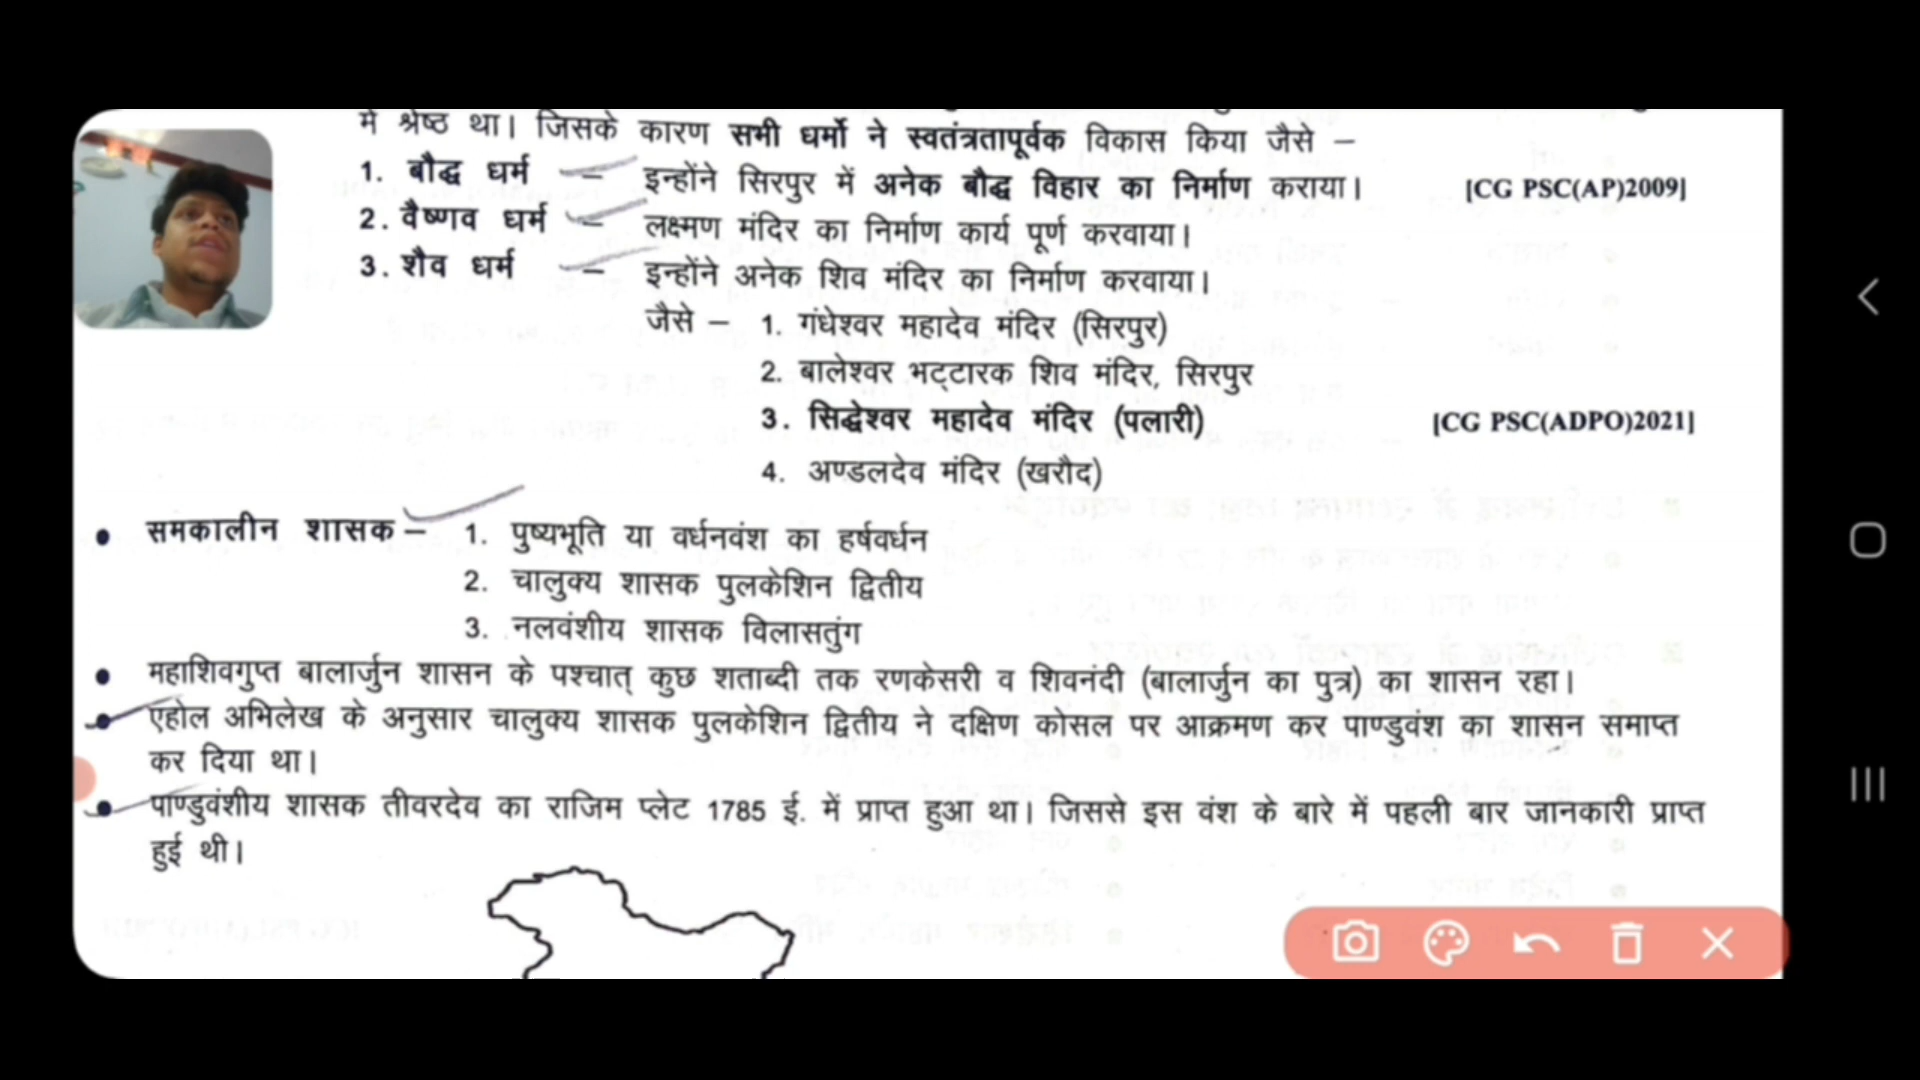 में श्रेष्ठ था। जिसके कारण सभी धर्मो ने स्वतंत्रतापूर्वक विकास किया जैसे –
1. बौद्ध धर्म – इन्होंने सिरपुर में अनेक बौद्ध विहार का निर्माण कराया। [CG PSC(AP)2009]
2. वैष्णव धर्म – लक्ष्मण मंदिर का निर्माण कार्य पूर्ण करवाया।
3. शैव धर्म – इन्होंने अनेक शिव मंदिर का निर्माण करवाया।
जैसे – 1. गंधेश्वर महादेव मंदिर (सिरपुर)
2. बालेश्वर भट्टारक शिव मंदिर, सिरपुर
3. सिद्धेश्वर महादेव मंदिर (पलारी) [CG PSC(ADPO)2021]
4. अण्डलदेव मंदिर (खरौद)
• समकालीन शासक – 1. पुष्यभूति या वर्धनवंश का हर्षवर्धन
2. चालुक्य शासक पुलकेशिन द्वितीय
3. नलवंशीय शासक विलासतुंग
• महाशिवगुप्त बालार्जुन शासन के पश्चात् कुछ शताब्दी तक रणकेसरी व शिवनंदी (बालार्जुन का पुत्र) का शासन रहा।
• एहोल अभिलेख के अनुसार चालुक्य शासक पुलकेशिन द्वितीय ने दक्षिण कोसल पर आक्रमण कर पाण्डुवंश का शासन समाप्त
कर दिया था।
• पाण्डुवंशीय शासक तीवरदेव का राजिम प्लेट 1785 ई. में प्राप्त हुआ था। जिससे इस वंश के बारे में पहली बार जानकारी प्राप्त
हुई थी।